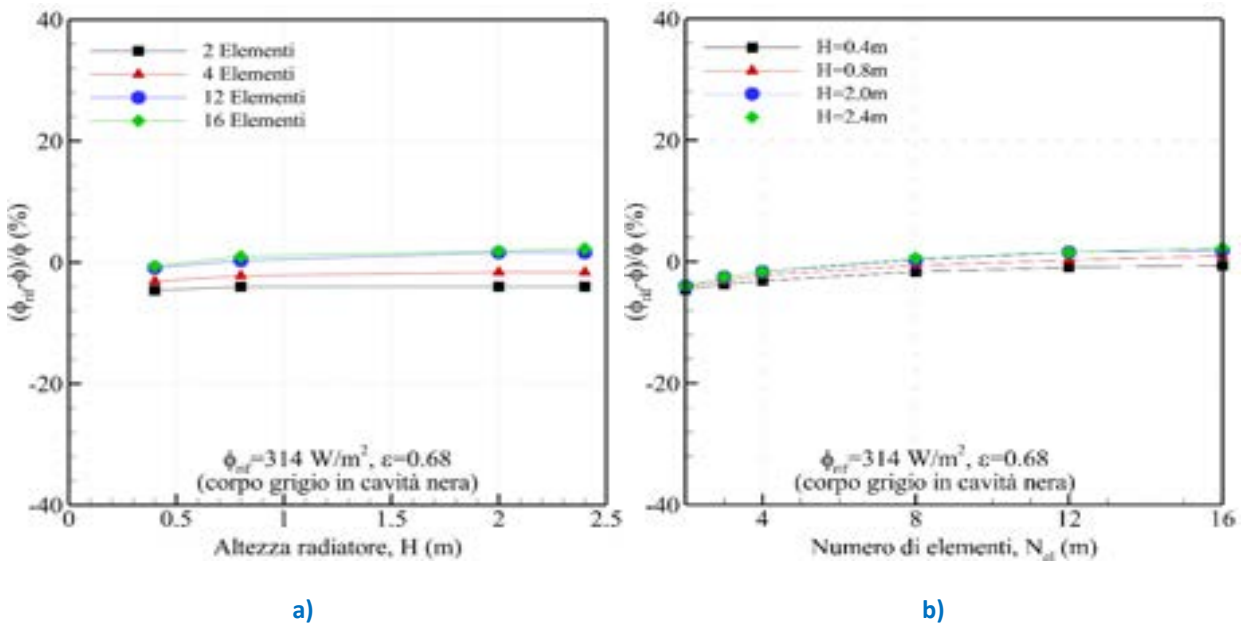 40
20
0
-20
-40
2 Elementi
4 Elementi
12 Elementi
16 Elementi
(ϕrif-ϕ)/ϕ (%)
ϕrif=314 W/m², ε=0.68
(corpo grigio in cavità nera)
0 0.5 1 1.5 2 2.5
Altezza radiatore, H (m)
a)
40
20
0
-20
-40
H=0.4m
H=0.8m
H=2.0m
H=2.4m
(ϕrif-ϕ)/ϕ (%)
ϕrif=314 W/m², ε=0.68
(corpo grigio in cavità nera)
4 8 12 16
Numero di elementi, Nel (m)
b)